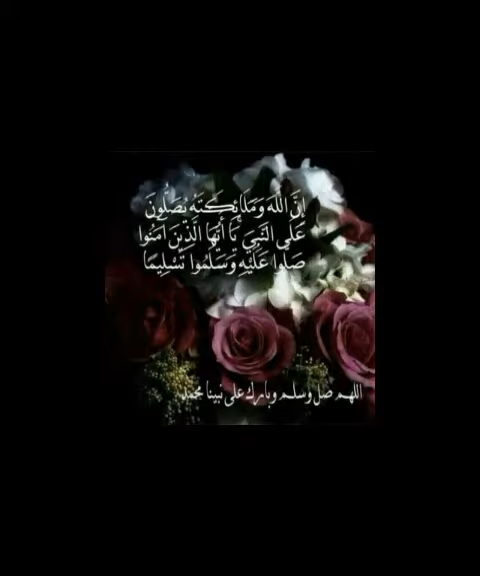 إِنَّ اللَّهَ وَمَلَائِكَتَهُ يُصَلُّونَ
عَلَى النَّبِيِّ يَا أَيُّهَا الَّذِينَ آمَنُوا
صَلُّوا عَلَيْهِ وَسَلِّمُوا تَسْلِيمًا
اللهم صل وسلم وبارك على نبينا محمد